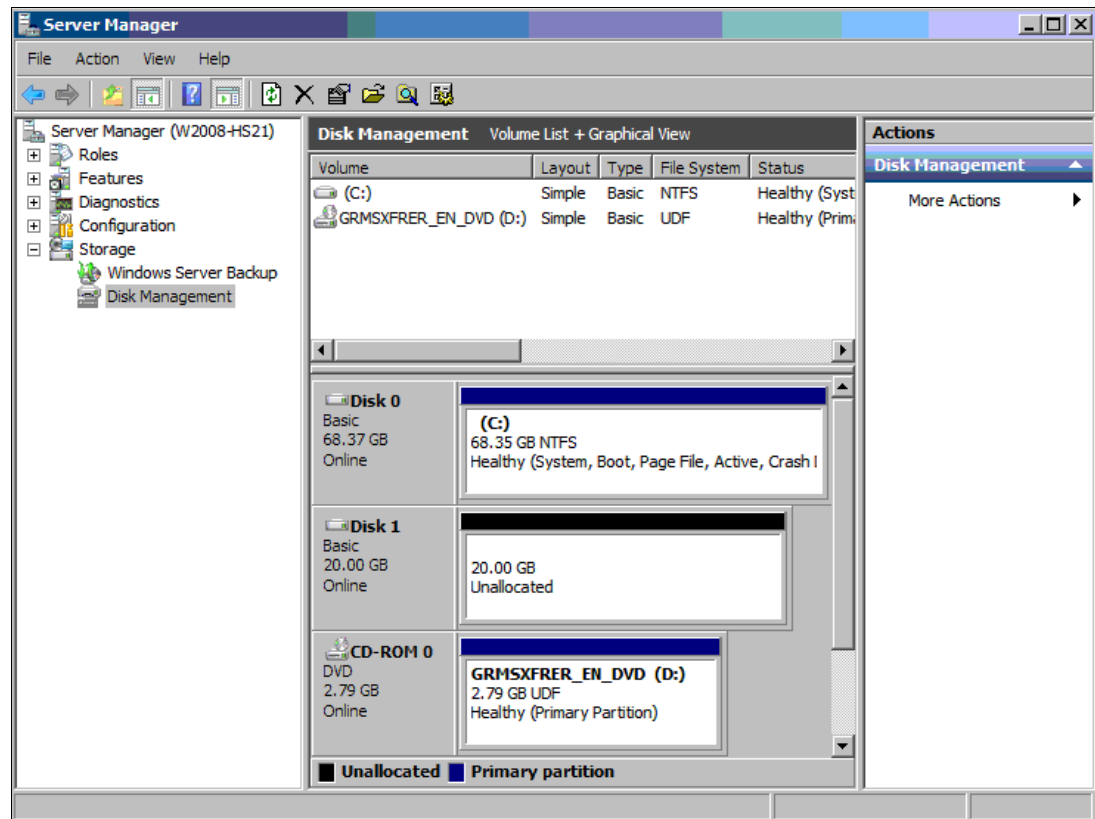 Server Manager
File Action View Help
Server Manager (W2008-HS21)
Roles
Features
Diagnostics
Configuration
Storage
Windows Server Backup
Disk Management
Disk Management Volume List + Graphical View
Volume Layout Type File System Status
(C:) Simple Basic NTFS Healthy (Syst
GRMSXFRER_EN_DVD (D:) Simple Basic UDF Healthy (Prima
Disk 0
Basic
68.37 GB
Online
(C:)
68.35 GB NTFS
Healthy (System, Boot, Page File, Active, Crash
Disk 1
Basic
20.00 GB
Online
20.00 GB
Unallocated
CD-ROM 0
DVD
2.79 GB
Online
GRMSXFRER_EN_DVD (D:)
2.79 GB UDF
Healthy (Primary Partition)
Unallocated Primary partition
Actions
Disk Management
More Actions